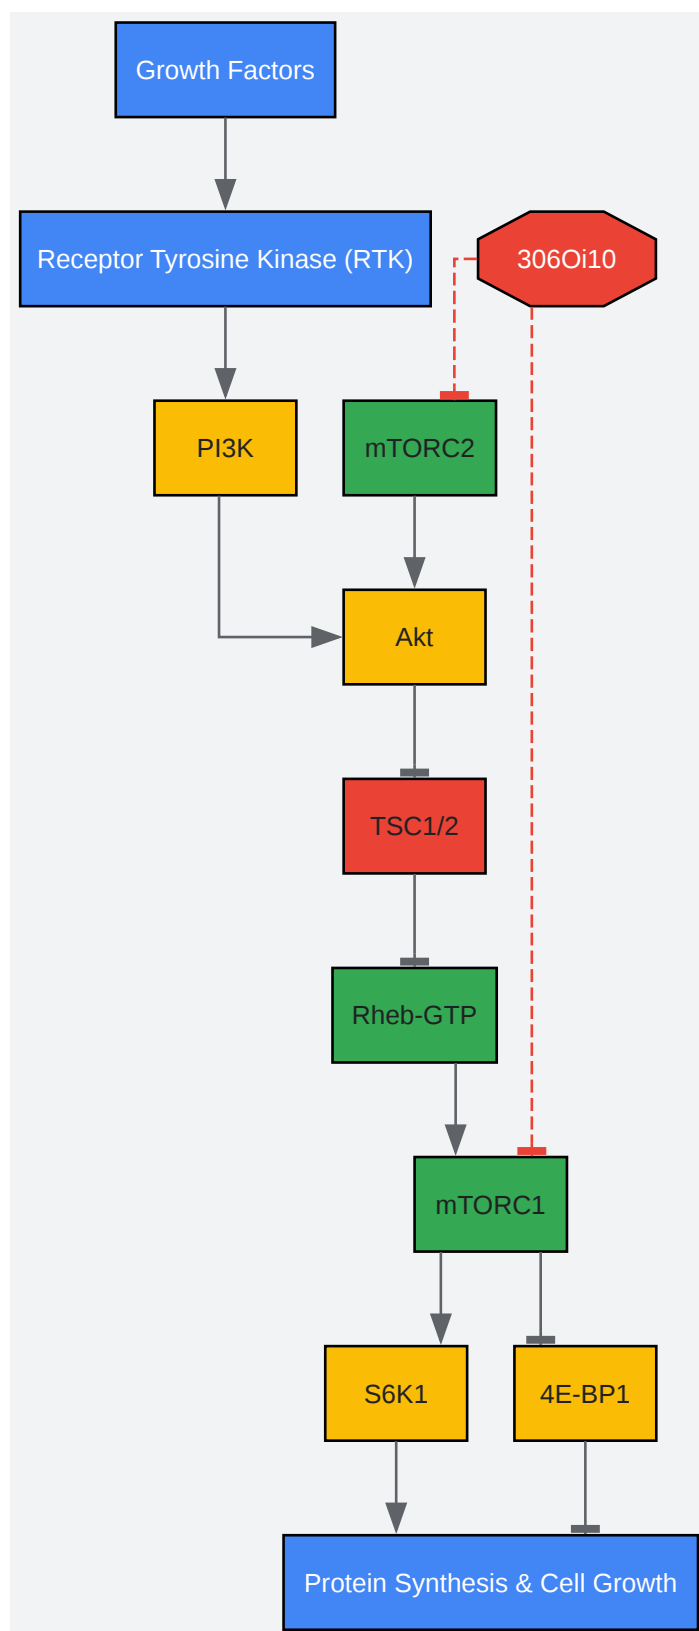 Growth Factors
Receptor Tyrosine Kinase (RTK)
306Oi10
PI3K
mTORC2
Akt
TSC1/2
Rheb-GTP
mTORC1
S6K1
4E-BP1
Protein Synthesis & Cell Growth